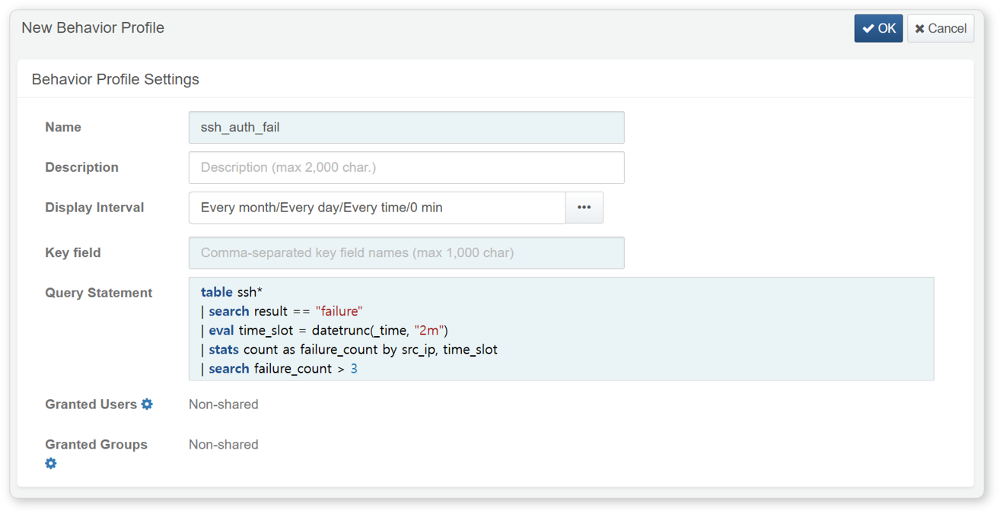 New Behavior Profile
OK
Cancel
Behavior Profile Settings
Name
ssh_auth_fail
Description
Description (max 2,000 char.)
Display Interval
Every month/Every day/Every time/0 min
•••
Key field
Comma-separated key field names (max 1,000 char)
Query Statement
table ssh*
| search result == "failure"
| eval time_slot = datetrunc(_time, "2m")
| stats count as failure_count by src_ip, time_slot
| search failure_count > 3
Granted Users
Non-shared
Granted Groups
Non-shared